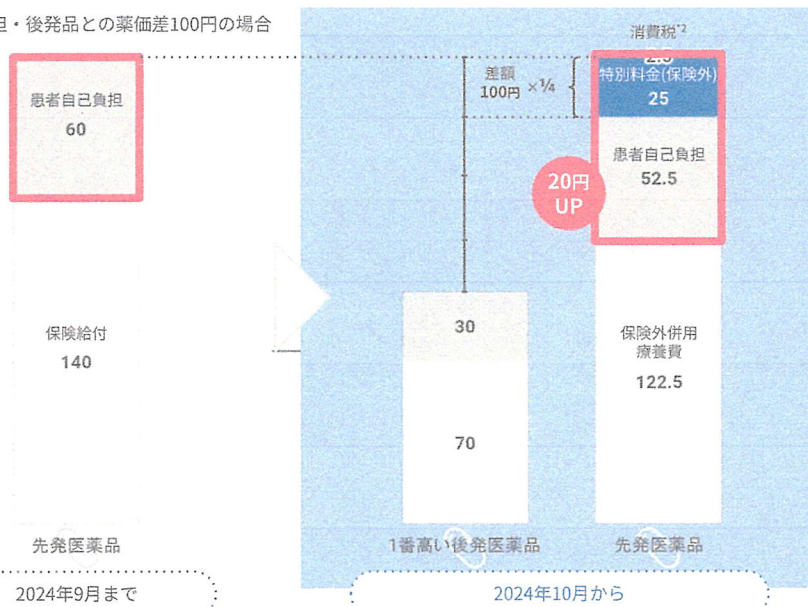 担・後発品との薬価差100円の場合
患者自己負担
60
保険給付
140
先発医薬品
2024年9月まで
差額
100円 ×¼
30
70
1番高い後発医薬品
20円
UP
消費税*2
2.5
特別料金(保険外)
25
患者自己負担
52.5
保険外併用
療養費
122.5
先発医薬品
2024年10月から